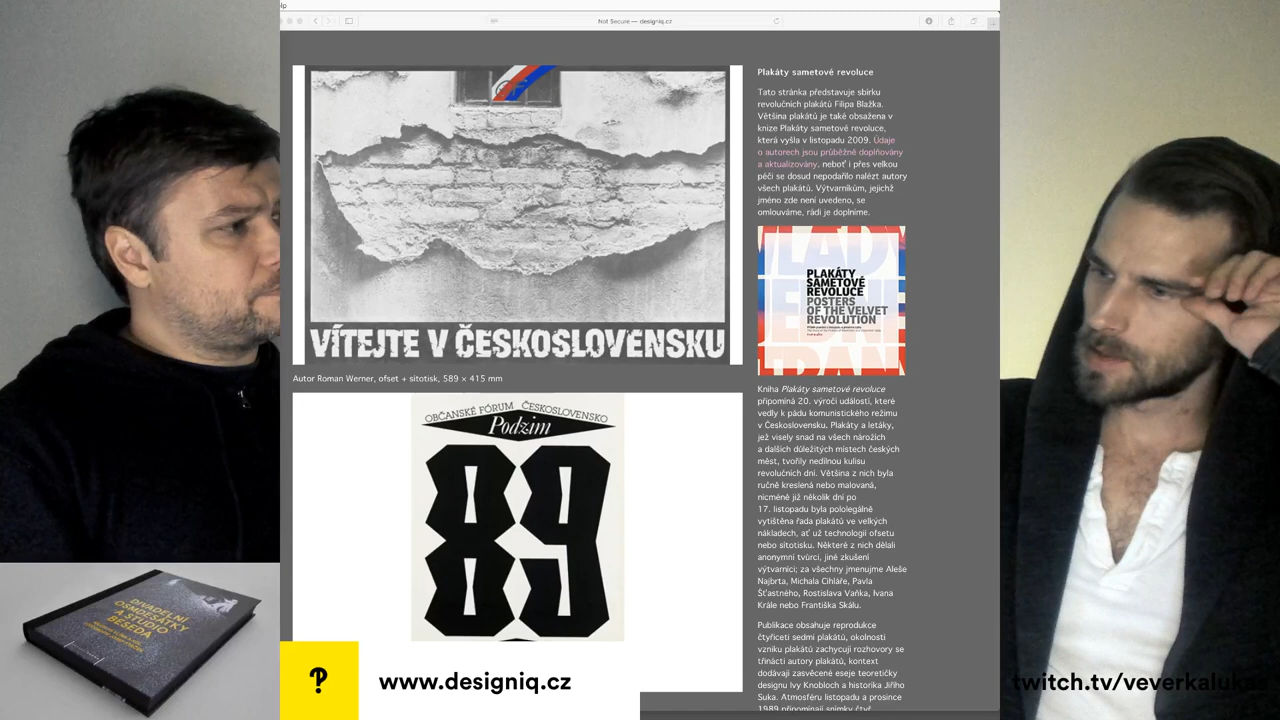 lp
Not Secure — designiq.cz
VÍTEJTE V ČESKOSLOVENSKU
Autor Roman Werner, ofset + sítotisk, 589 × 415 mm
OBČANSKÉ FÓRUM ČESKOSLOVENSKO
Podzim
89
Plakáty sametové revoluce
Tato stránka představuje sbírku
revolučních plakátů Filipa Blažka.
Většina plakátů je také obsažena v
knize Plakáty sametové revoluce,
která vyšla v listopadu 2009. Údaje
o autorech jsou průběžně doplňovány
a aktualizovány. neboť i přes velkou
péči se dosud nepodařilo nalézt autory
všech plakátů. Výtvarníkům, jejichž
jméno zde není uvedeno, se
omlouváme, rádi je doplníme.
PLAKÁTY
SAMETOVÉ
REVOLUCE
POSTERS
OF THE VELVET
REVOLUTION
Kniha Plakáty sametové revoluce
připomíná 20. výročí událostí, které
vedly k pádu komunistického režimu
v Československu. Plakáty a letáky,
jež visely snad na všech nárožích
a dalších důležitých místech českých
měst, tvořily nedílnou kulisu
revolučních dní. Většina z nich byla
ručně kreslená nebo malovaná,
nicméně již několik dní po
17. listopadu byla pololegálně
vytištěna řada plakátů ve velkých
nákladech, ať už technologií ofsetu
nebo sítotisku. Některé z nich dělali
anonymní tvůrci, jiné zkušení
výtvarníci; za všechny jmenujme Aleše
Najbrta, Michala Cihláře, Pavla
Šťastného, Rostislava Vaňka, Ivana
Krále nebo Františka Skálu.
Publikace obsahuje reprodukce
čtyřiceti sedmi plakátů, okolnosti
vzniku plakátů zachycují rozhovory se
třinácti autory plakátů, kontext
dodávají zasvěcené eseje teoretičky
designu Ivy Knobloch a historika Jiřího
Suka. Atmosféru listopadu a prosince
1989 připomínají snímky čtyř
DIVADELNÍ
OSMDESÁTKY
A STUDIO
BESEDA
?
www.designiq.cz
twitch.tv/veverkalukas